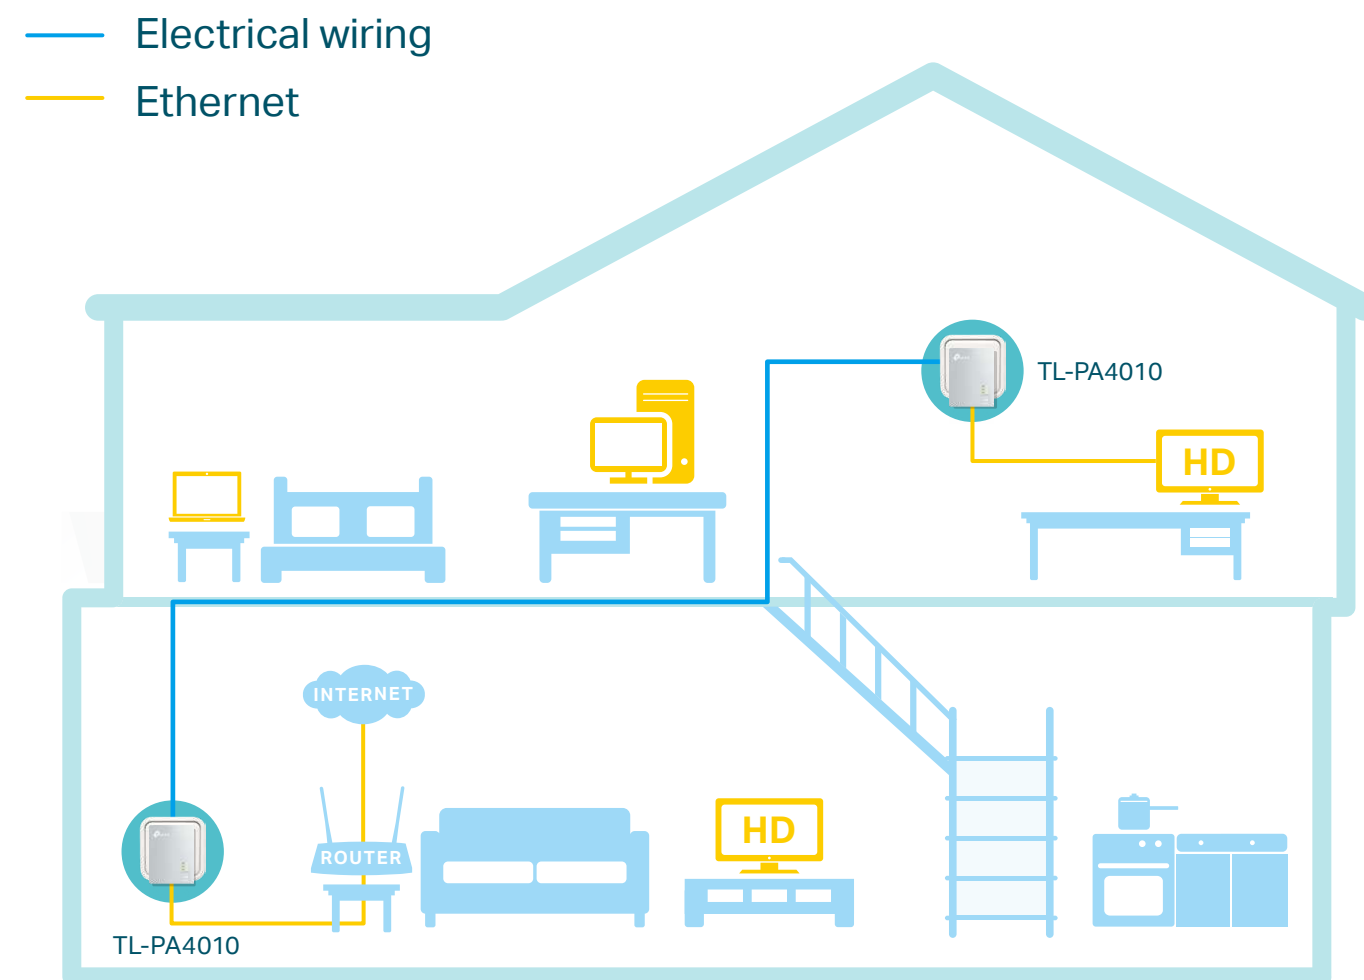 Electrical wiring
Ethernet
TL-PA4010
HD
INTERNET
HD
ROUTER
TL-PA4010